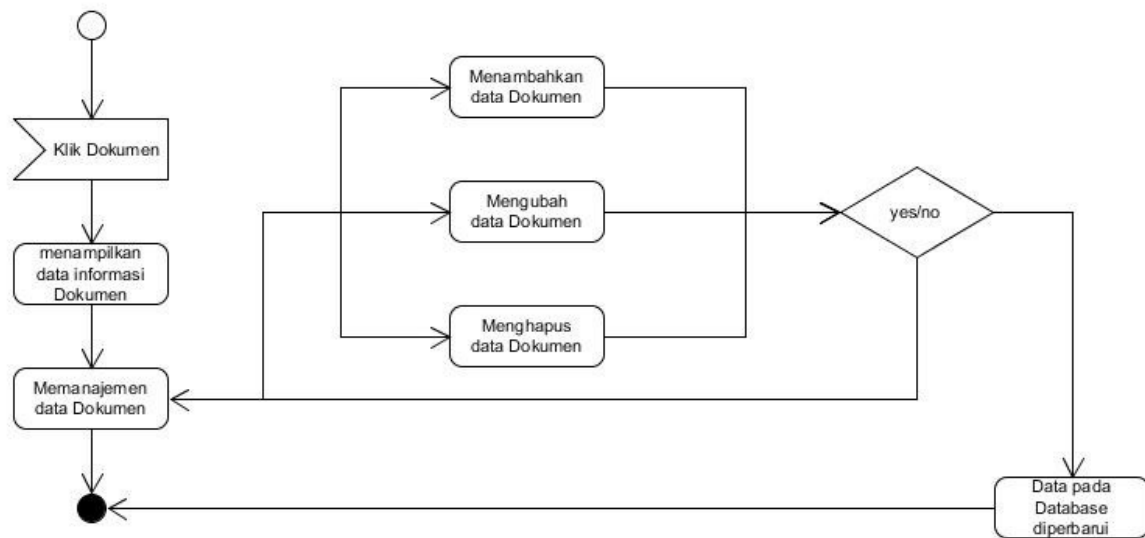 Klik Dokumen
menampilkan
data informasi
Dokumen
Memanajemen
data Dokumen
Menambahkan
data Dokumen
Mengubah
data Dokumen
Menghapus
data Dokumen
yes/no
Data pada
Database
diperbarui